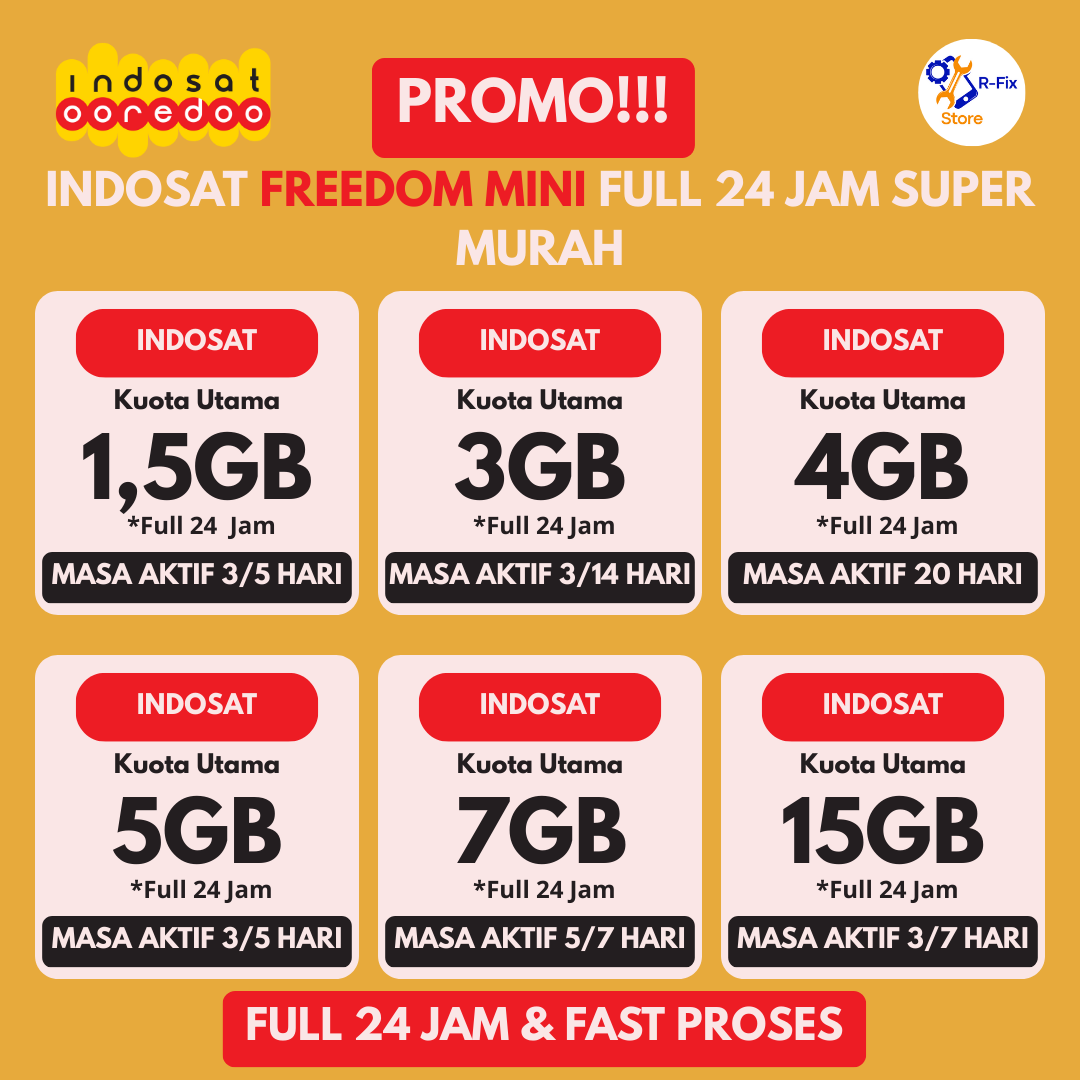 indosat
ooredoo
PROMO!!!
R-Fix
Store
INDOSAT FREEDOM MINI FULL 24 JAM SUPER
MURAH
INDOSAT
Kuota Utama
1,5GB
*Full 24 Jam
MASA AKTIF 3/5 HARI
INDOSAT
Kuota Utama
3GB
*Full 24 Jam
MASA AKTIF 3/14 HARI
INDOSAT
Kuota Utama
4GB
*Full 24 Jam
MASA AKTIF 20 HARI
INDOSAT
Kuota Utama
5GB
*Full 24 Jam
MASA AKTIF 3/5 HARI
INDOSAT
Kuota Utama
7GB
*Full 24 Jam
MASA AKTIF 5/7 HARI
INDOSAT
Kuota Utama
15GB
*Full 24 Jam
MASA AKTIF 3/7 HARI
FULL 24 JAM & FAST PROSES